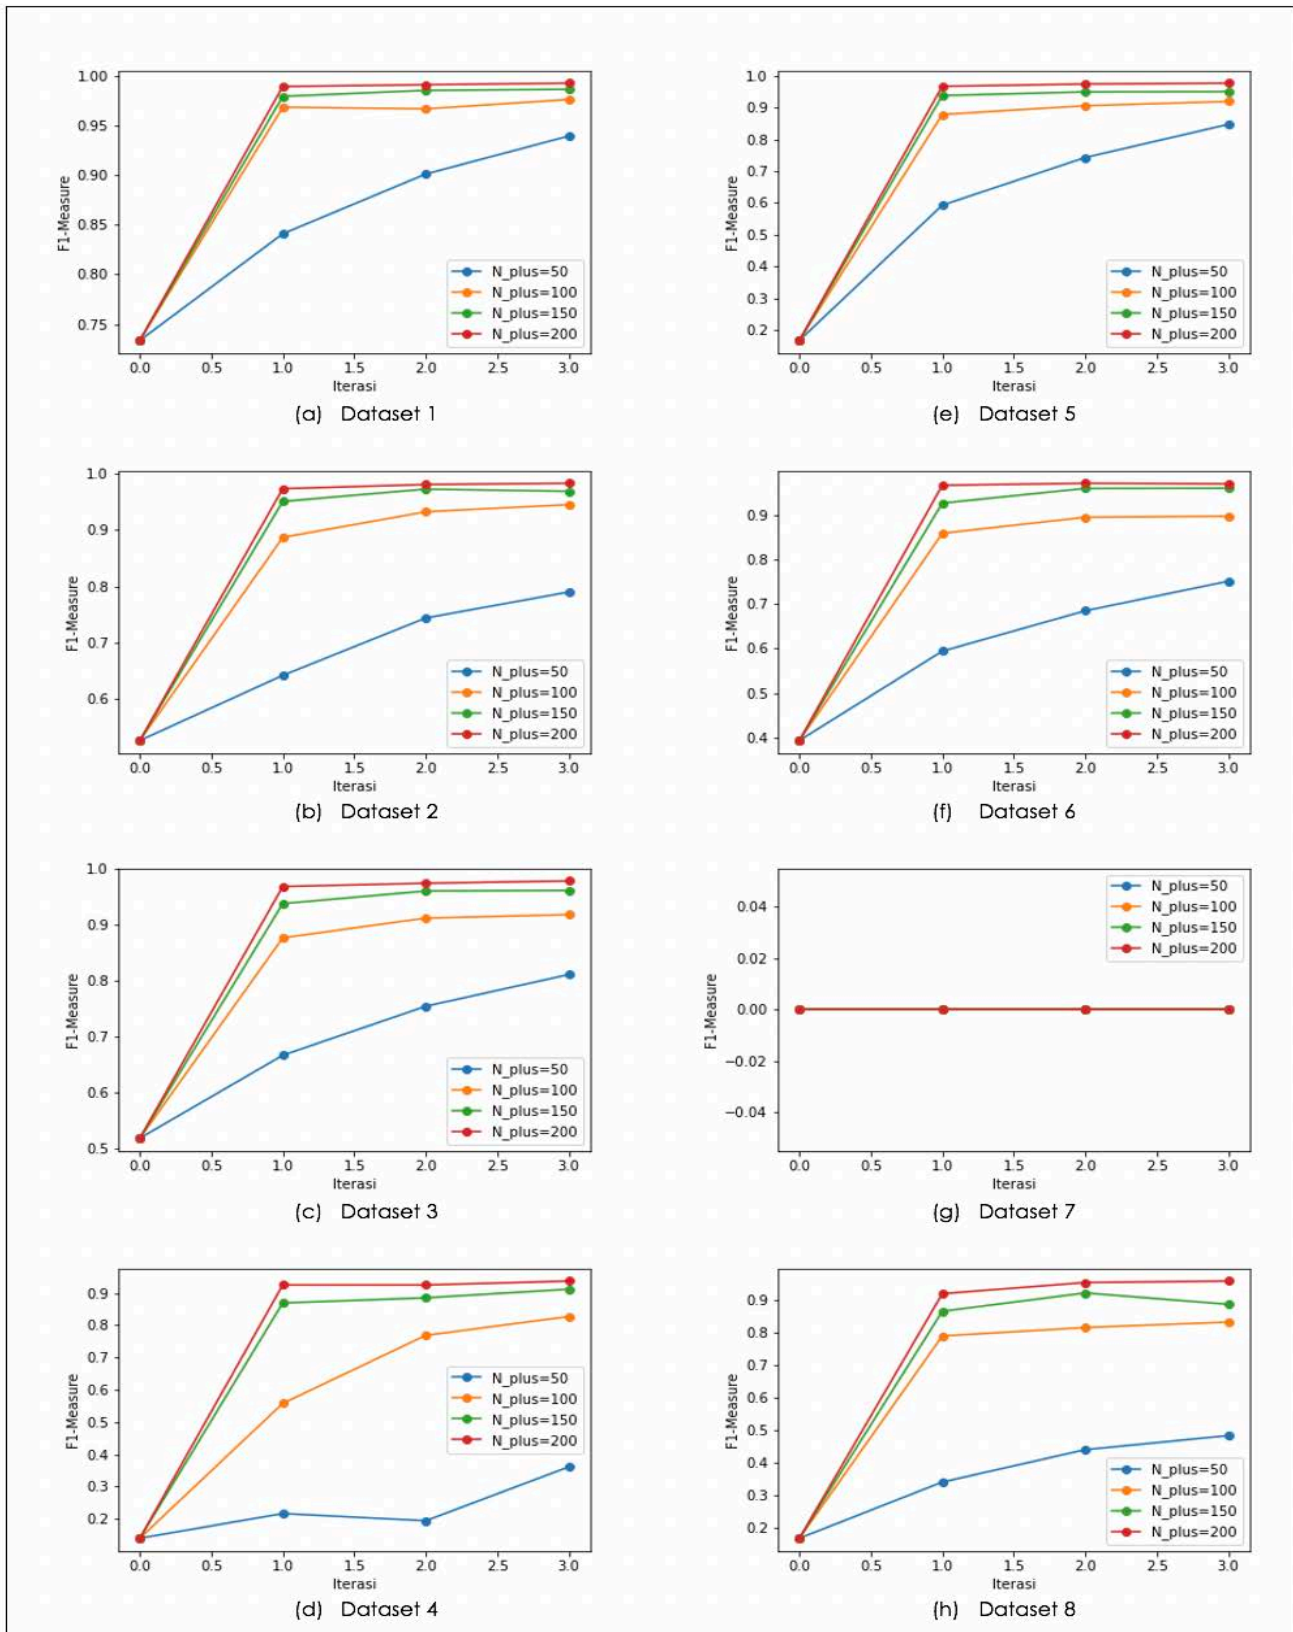 1.00
0.95
0.90
0.85
0.80
0.75
F1-Measure
N_plus=50
N_plus=100
N_plus=150
N_plus=200
0.0 0.5 1.0 1.5 2.0 2.5 3.0
Iterasi
(a) Dataset 1
1.0
0.9
0.8
0.7
0.6
0.5
0.4
0.3
0.2
F1-Measure
N_plus=50
N_plus=100
N_plus=150
N_plus=200
0.0 0.5 1.0 1.5 2.0 2.5 3.0
Iterasi
(e) Dataset 5
1.0
0.9
0.8
0.7
0.6
F1-Measure
N_plus=50
N_plus=100
N_plus=150
N_plus=200
0.0 0.5 1.0 1.5 2.0 2.5 3.0
Iterasi
(b) Dataset 2
0.9
0.8
0.7
0.6
0.5
0.4
F1-Measure
N_plus=50
N_plus=100
N_plus=150
N_plus=200
0.0 0.5 1.0 1.5 2.0 2.5 3.0
Iterasi
(f) Dataset 6
1.0
0.9
0.8
0.7
0.6
0.5
F1-Measure
N_plus=50
N_plus=100
N_plus=150
N_plus=200
0.0 0.5 1.0 1.5 2.0 2.5 3.0
Iterasi
(c) Dataset 3
0.04
0.02
0.00
−0.02
−0.04
F1-Measure
N_plus=50
N_plus=100
N_plus=150
N_plus=200
0.0 0.5 1.0 1.5 2.0 2.5 3.0
Iterasi
(g) Dataset 7
0.9
0.8
0.7
0.6
0.5
0.4
0.3
0.2
F1-Measure
N_plus=50
N_plus=100
N_plus=150
N_plus=200
0.0 0.5 1.0 1.5 2.0 2.5 3.0
Iterasi
(d) Dataset 4
0.9
0.8
0.7
0.6
0.5
0.4
0.3
0.2
F1-Measure
N_plus=50
N_plus=100
N_plus=150
N_plus=200
0.0 0.5 1.0 1.5 2.0 2.5 3.0
Iterasi
(h) Dataset 8